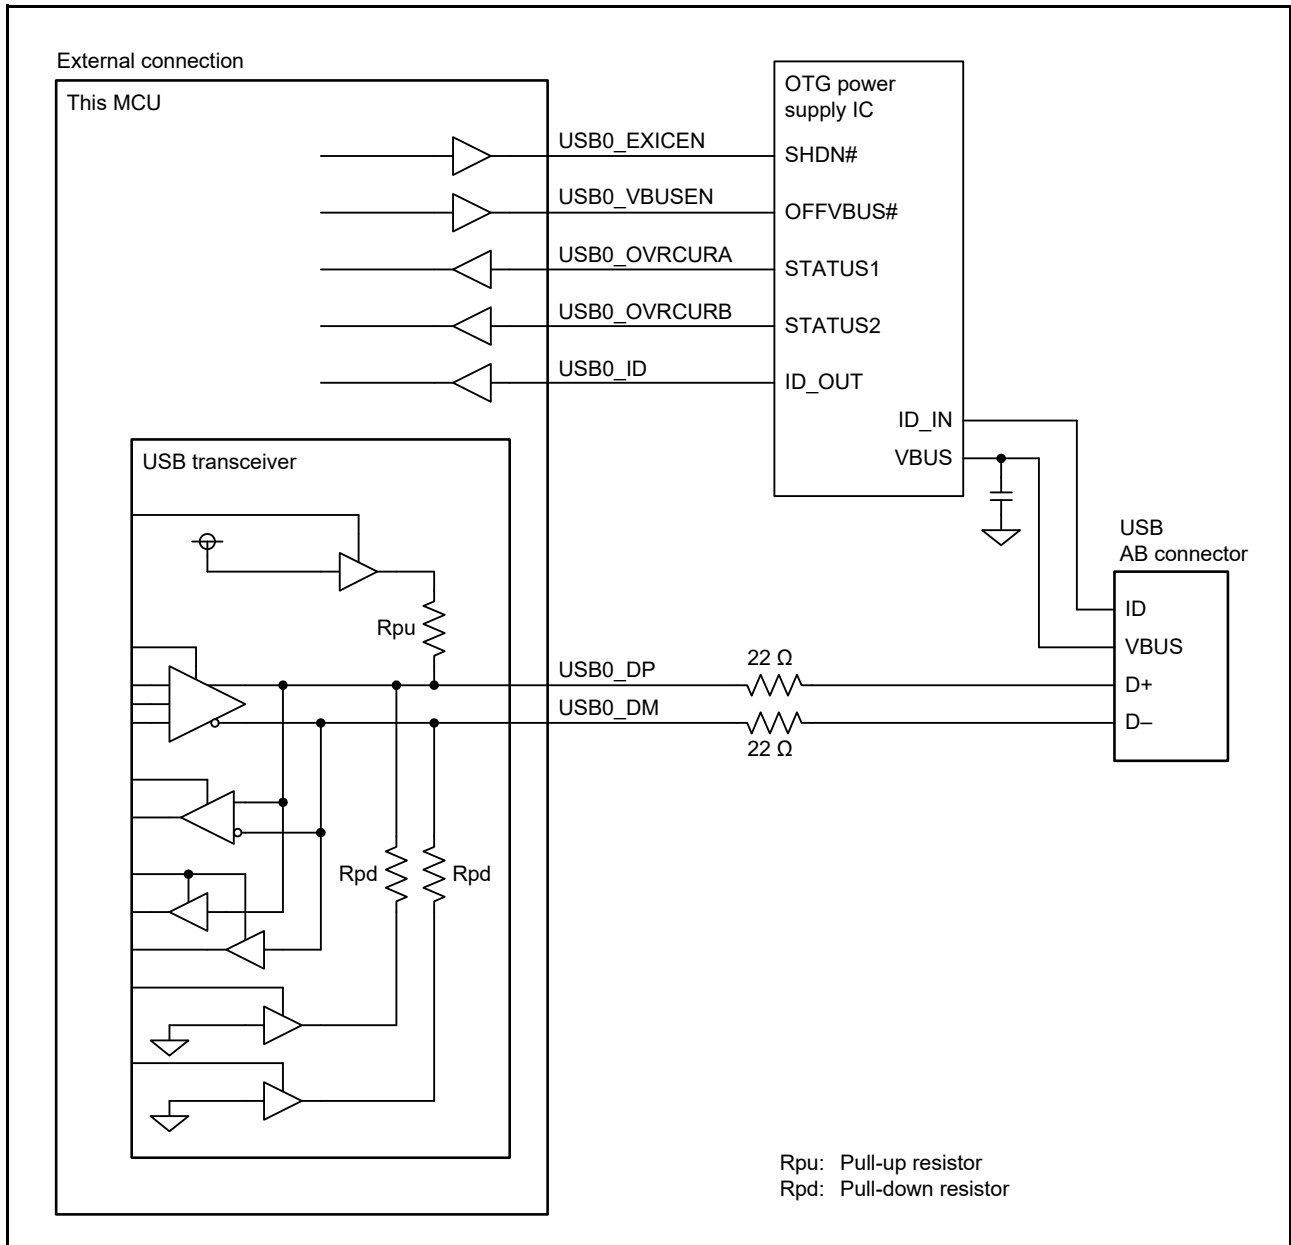 External connection
This MCU
OTG power
supply IC
USB0_EXICEN
SHDN#
USB0_VBUSEN
OFFVBUS#
USB0_OVRCURA
STATUS1
USB0_OVRCURB
STATUS2
USB0_ID
ID_OUT
ID_IN
VBUS
USB transceiver
USB
AB connector
ID
VBUS
D+
D–
Rpu
USB0_DP
22 Ω
USB0_DM
22 Ω
Rpd
Rpd
Rpu: Pull-up resistor
Rpd: Pull-down resistor